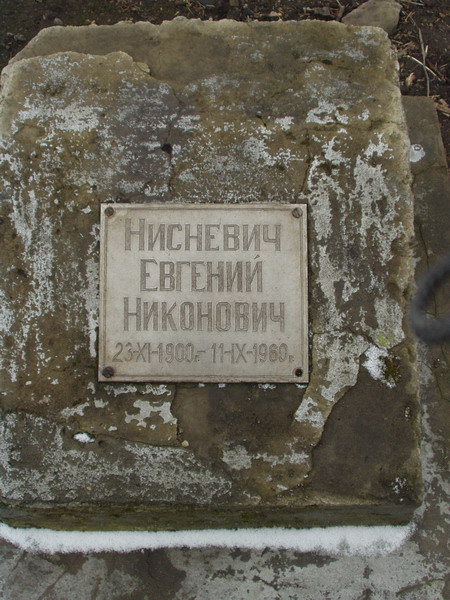 НИСНЕВИЧ
ЕВГЕНИЙ
НИКОНОВИЧ
23-XI-1900г.- 11-IX-1960г.